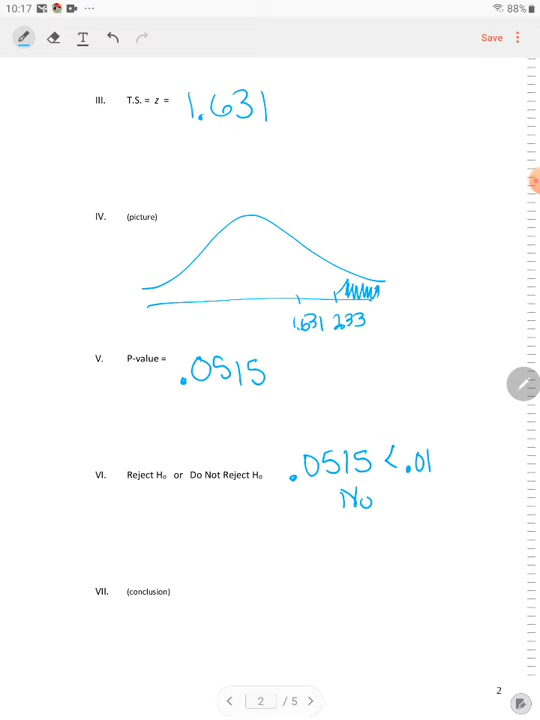 10:17 88%
Save
III. T.S. = z = 1.631
IV. (picture)
1.631 2.33
V. P-value = .0515
VI. Reject H₀ or Do Not Reject H₀ .0515 < .01
No
VII. (conclusion)
2
2 / 5